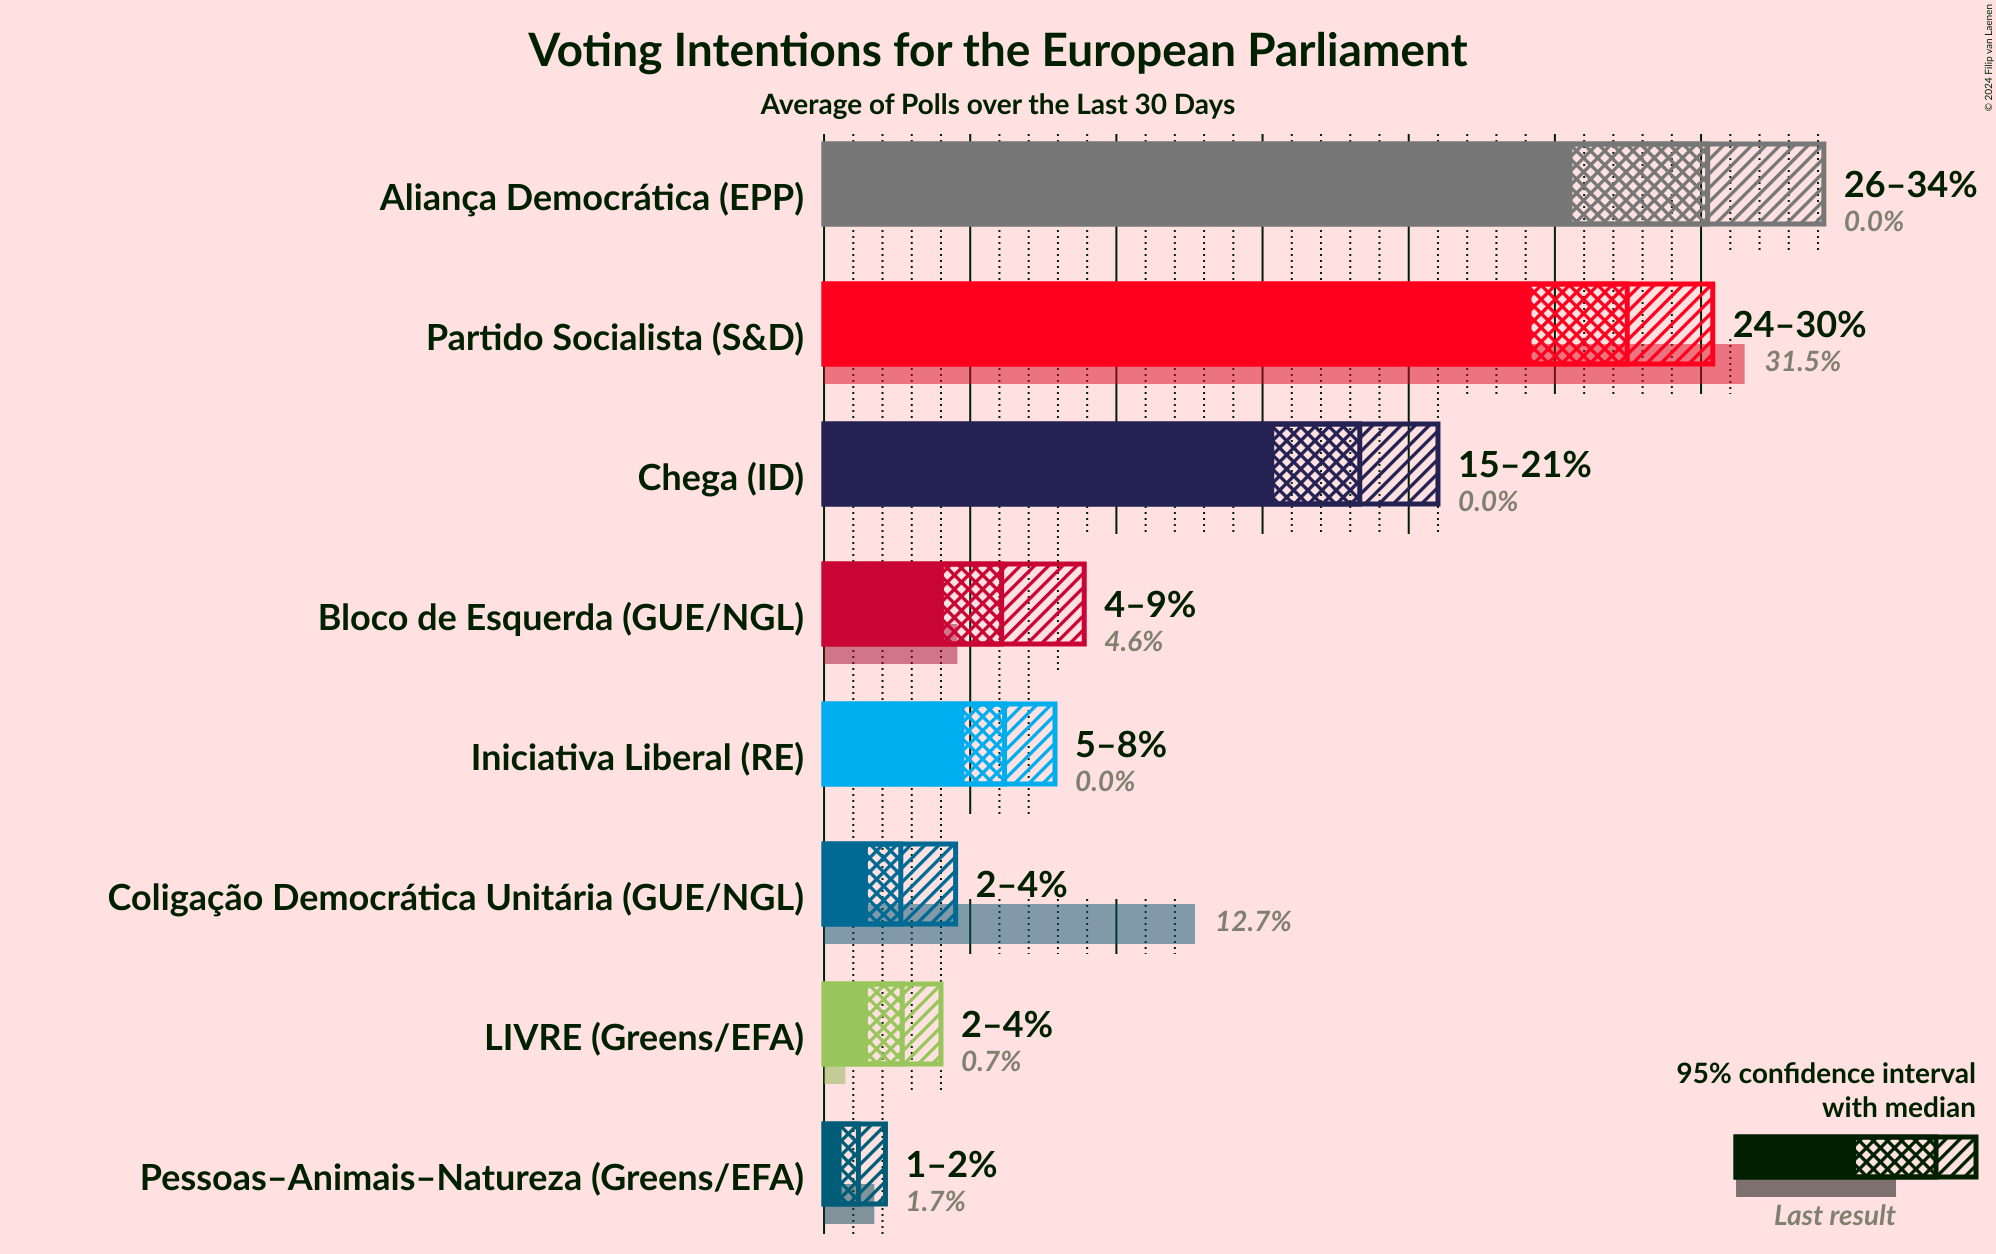 Voting Intentions for the European Parliament
Average of Polls over the Last 30 Days
© 2024 Filip van Laenen
Aliança Democrática (EPP)
26–34%
0.0%
Partido Socialista (S&D)
24–30%
31.5%
Chega (ID)
15–21%
0.0%
Bloco de Esquerda (GUE/NGL)
4–9%
4.6%
Iniciativa Liberal (RE)
5–8%
0.0%
Coligação Democrática Unitária (GUE/NGL)
2–4%
12.7%
LIVRE (Greens/EFA)
2–4%
0.7%
Pessoas–Animais–Natureza (Greens/EFA)
1–2%
1.7%
95% confidence interval
with median
Last result